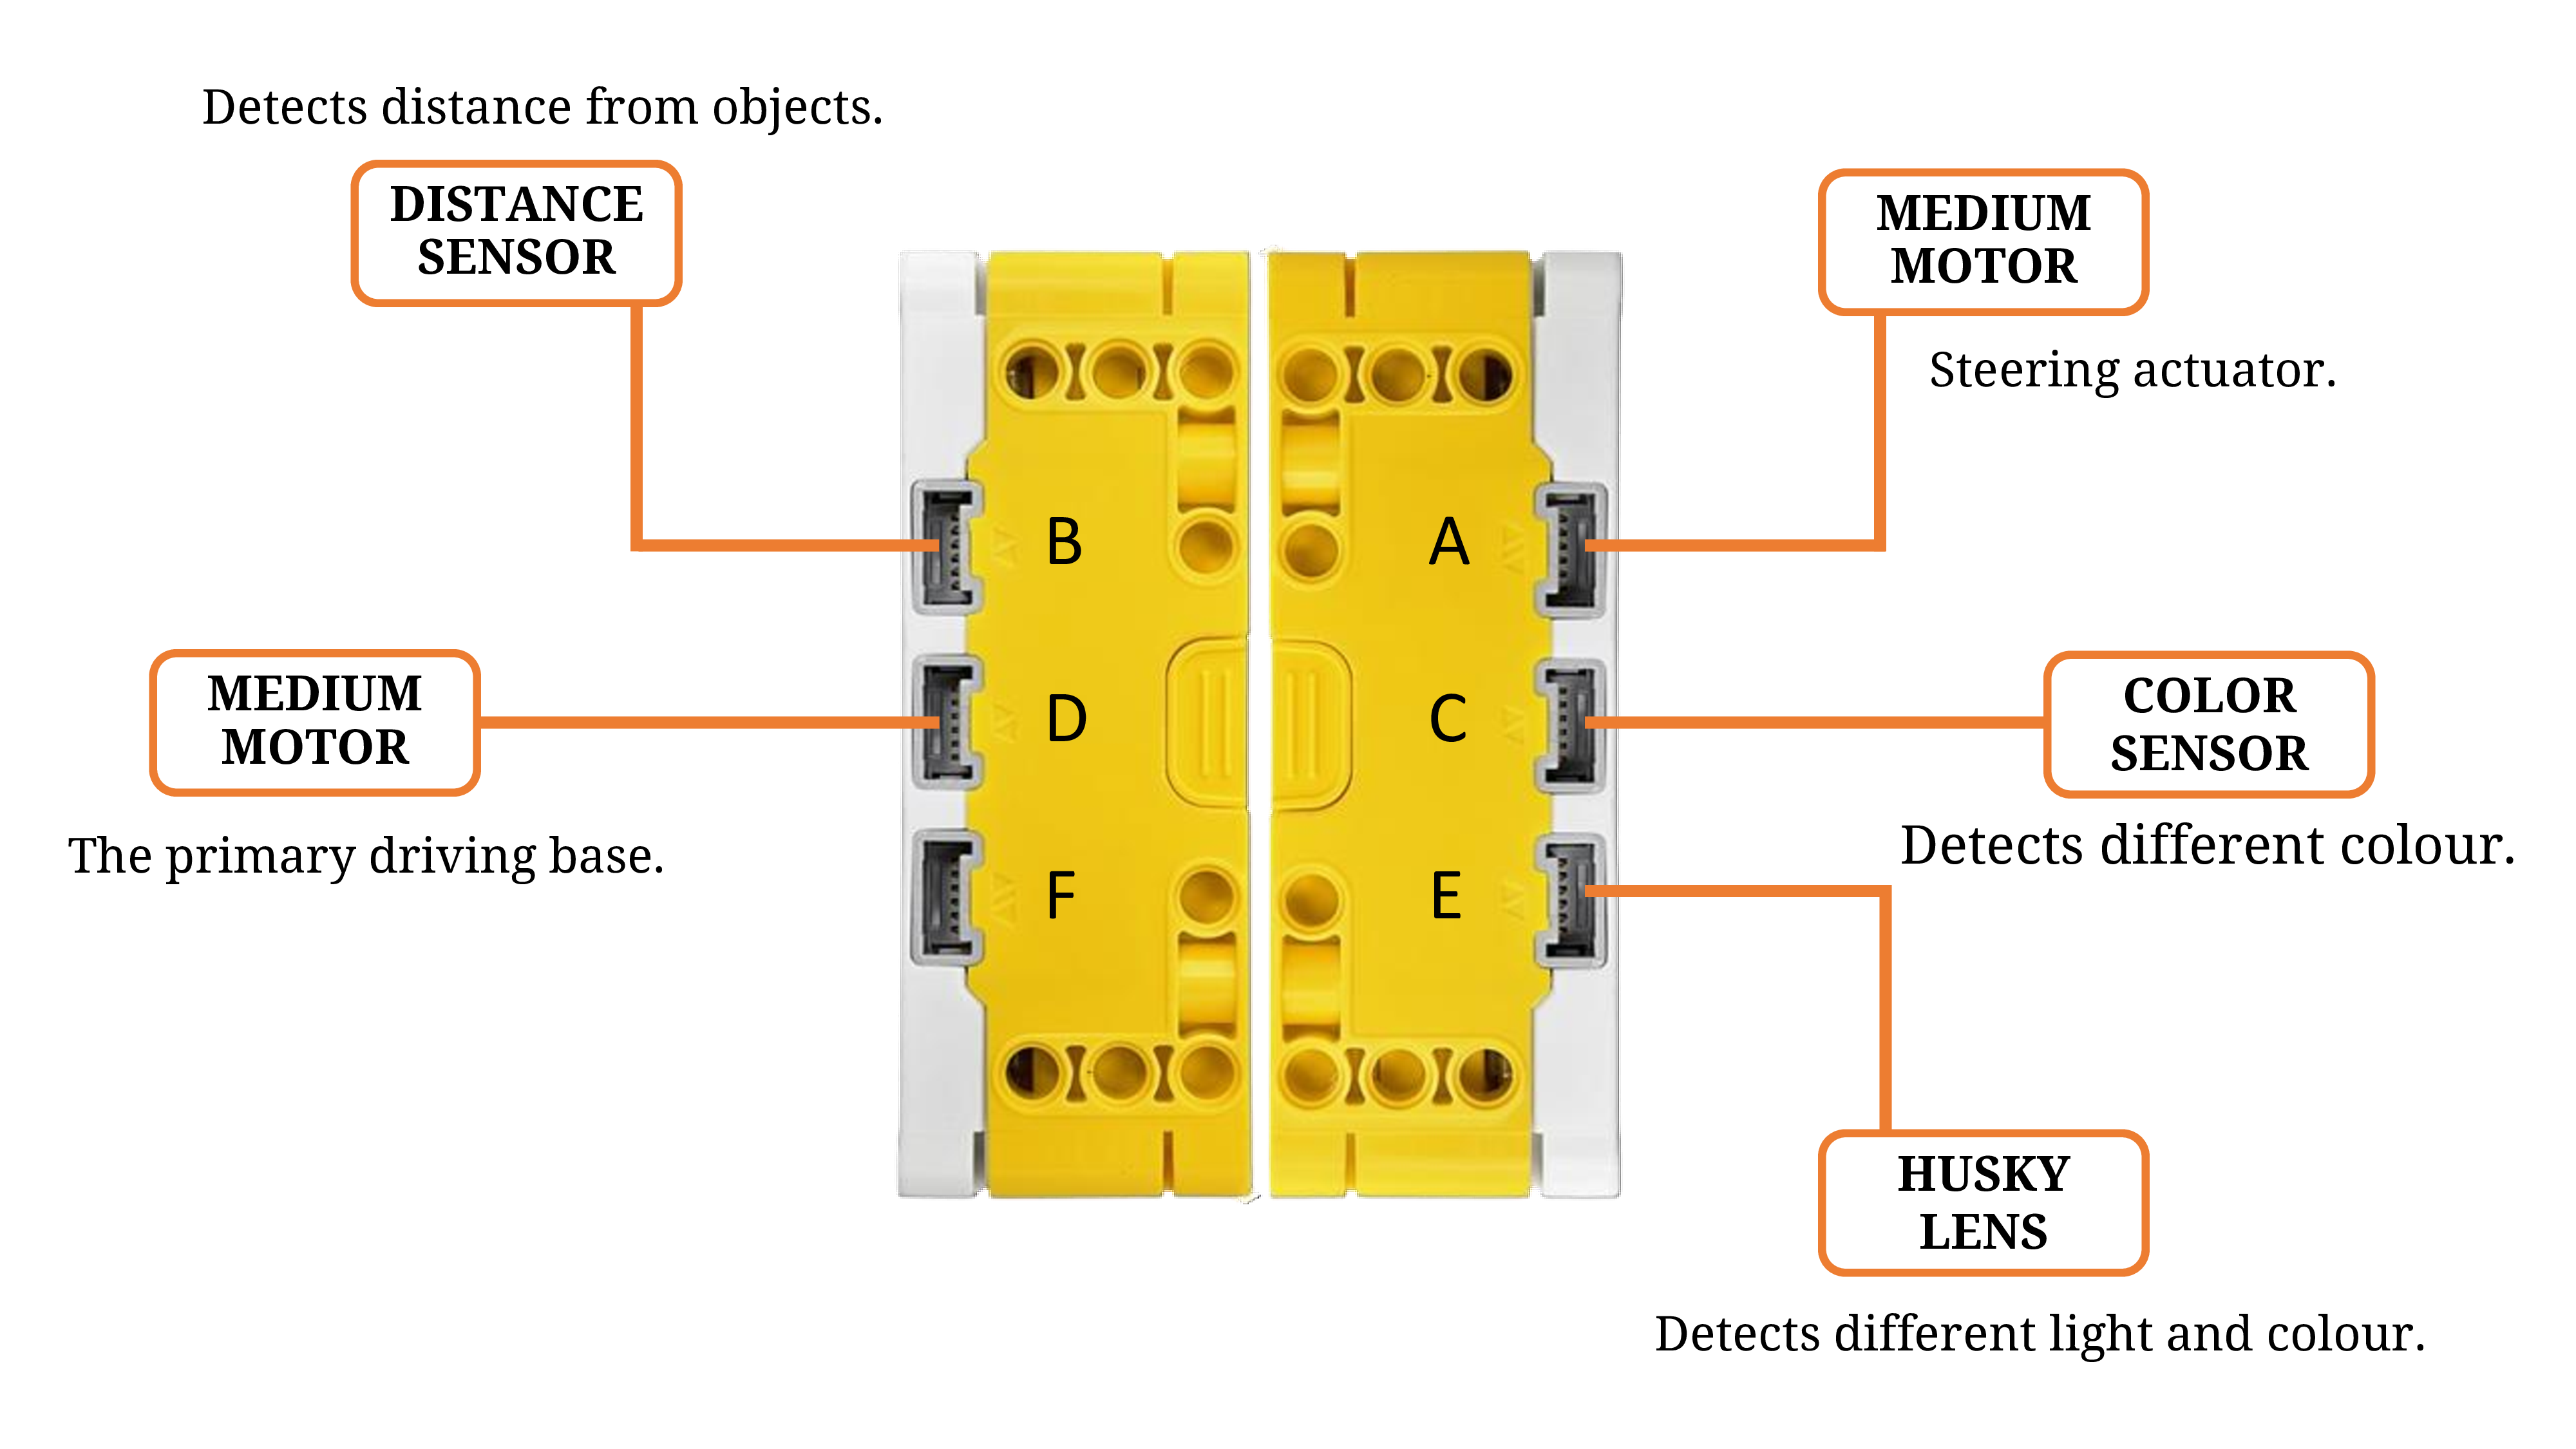 Detects distance from objects.
DISTANCE
SENSOR
MEDIUM
MOTOR
Steering actuator.
B
A
MEDIUM
MOTOR
The primary driving base.
D
C
COLOR
SENSOR
Detects different colour.
F
E
HUSKY
LENS
Detects different light and colour.